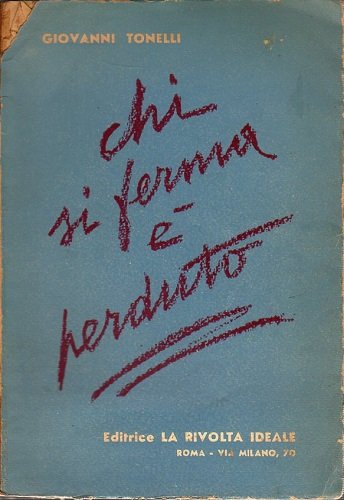 GIOVANNI TONELLI
chi
si ferma
è
perduto
Editrice LA RIVOLTA IDEALE
ROMA - VIA MILANO, 70